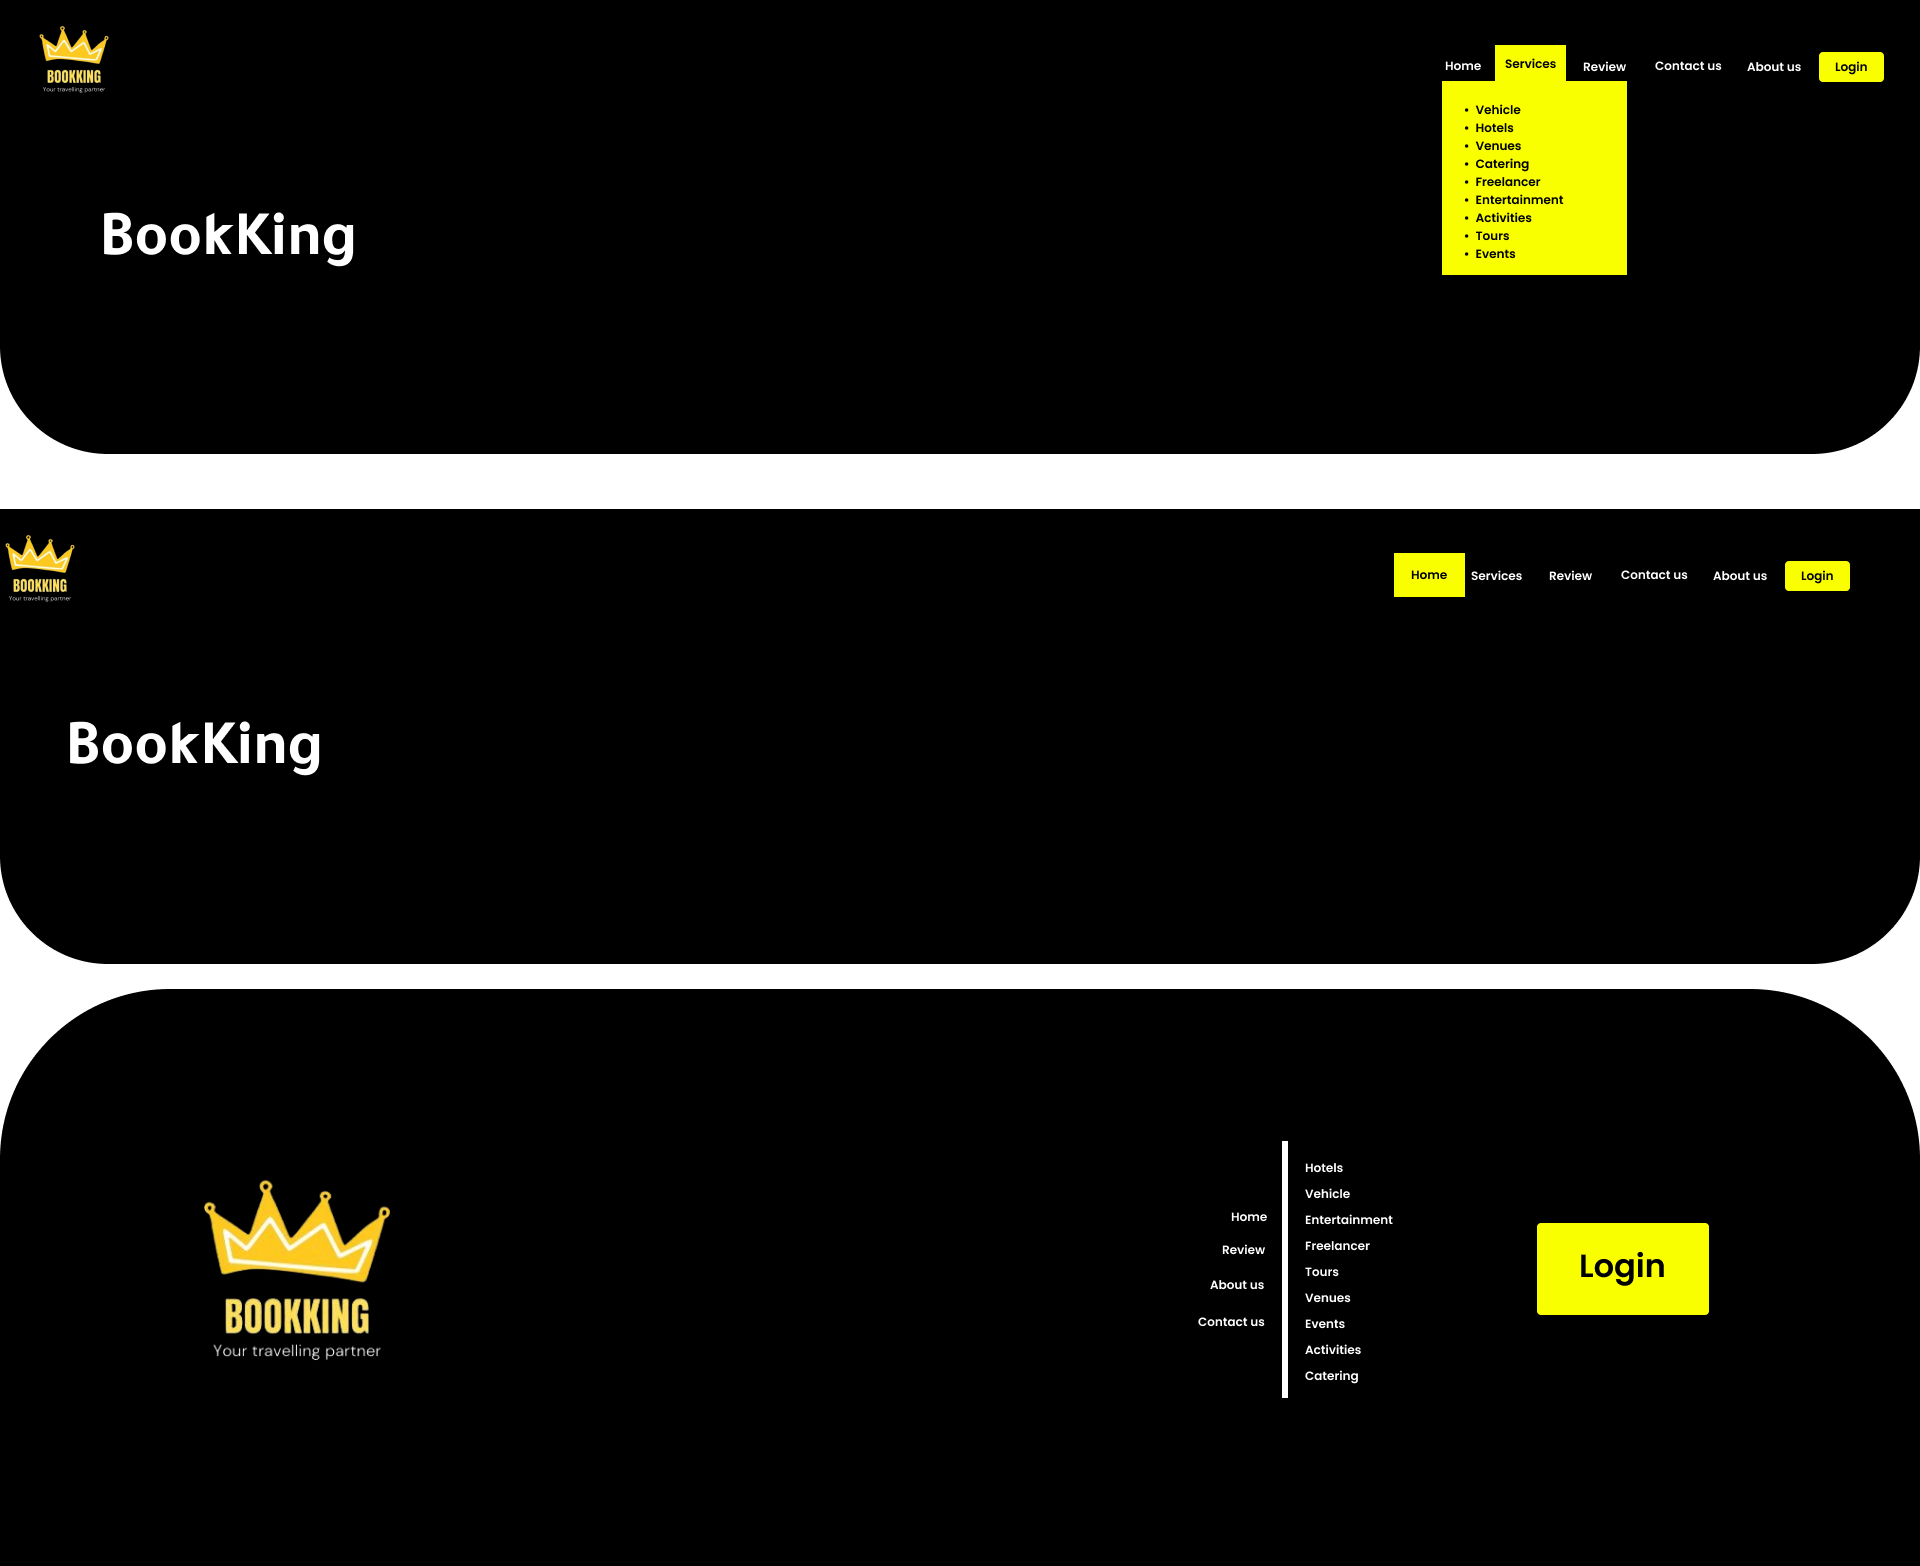 BOOKKING
Your travelling partner
Home Services Review Contact us About us Login
• Vehicle
• Hotels
• Venues
• Catering
• Freelancer
• Entertainment
• Activities
• Tours
• Events
BookKing
BOOKKING
Your travelling partner
Home Services Review Contact us About us Login
BookKing
BOOKKING
Your travelling partner
Home
Review
About us
Contact us
Hotels
Vehicle
Entertainment
Freelancer
Tours
Venues
Events
Activities
Catering
Login